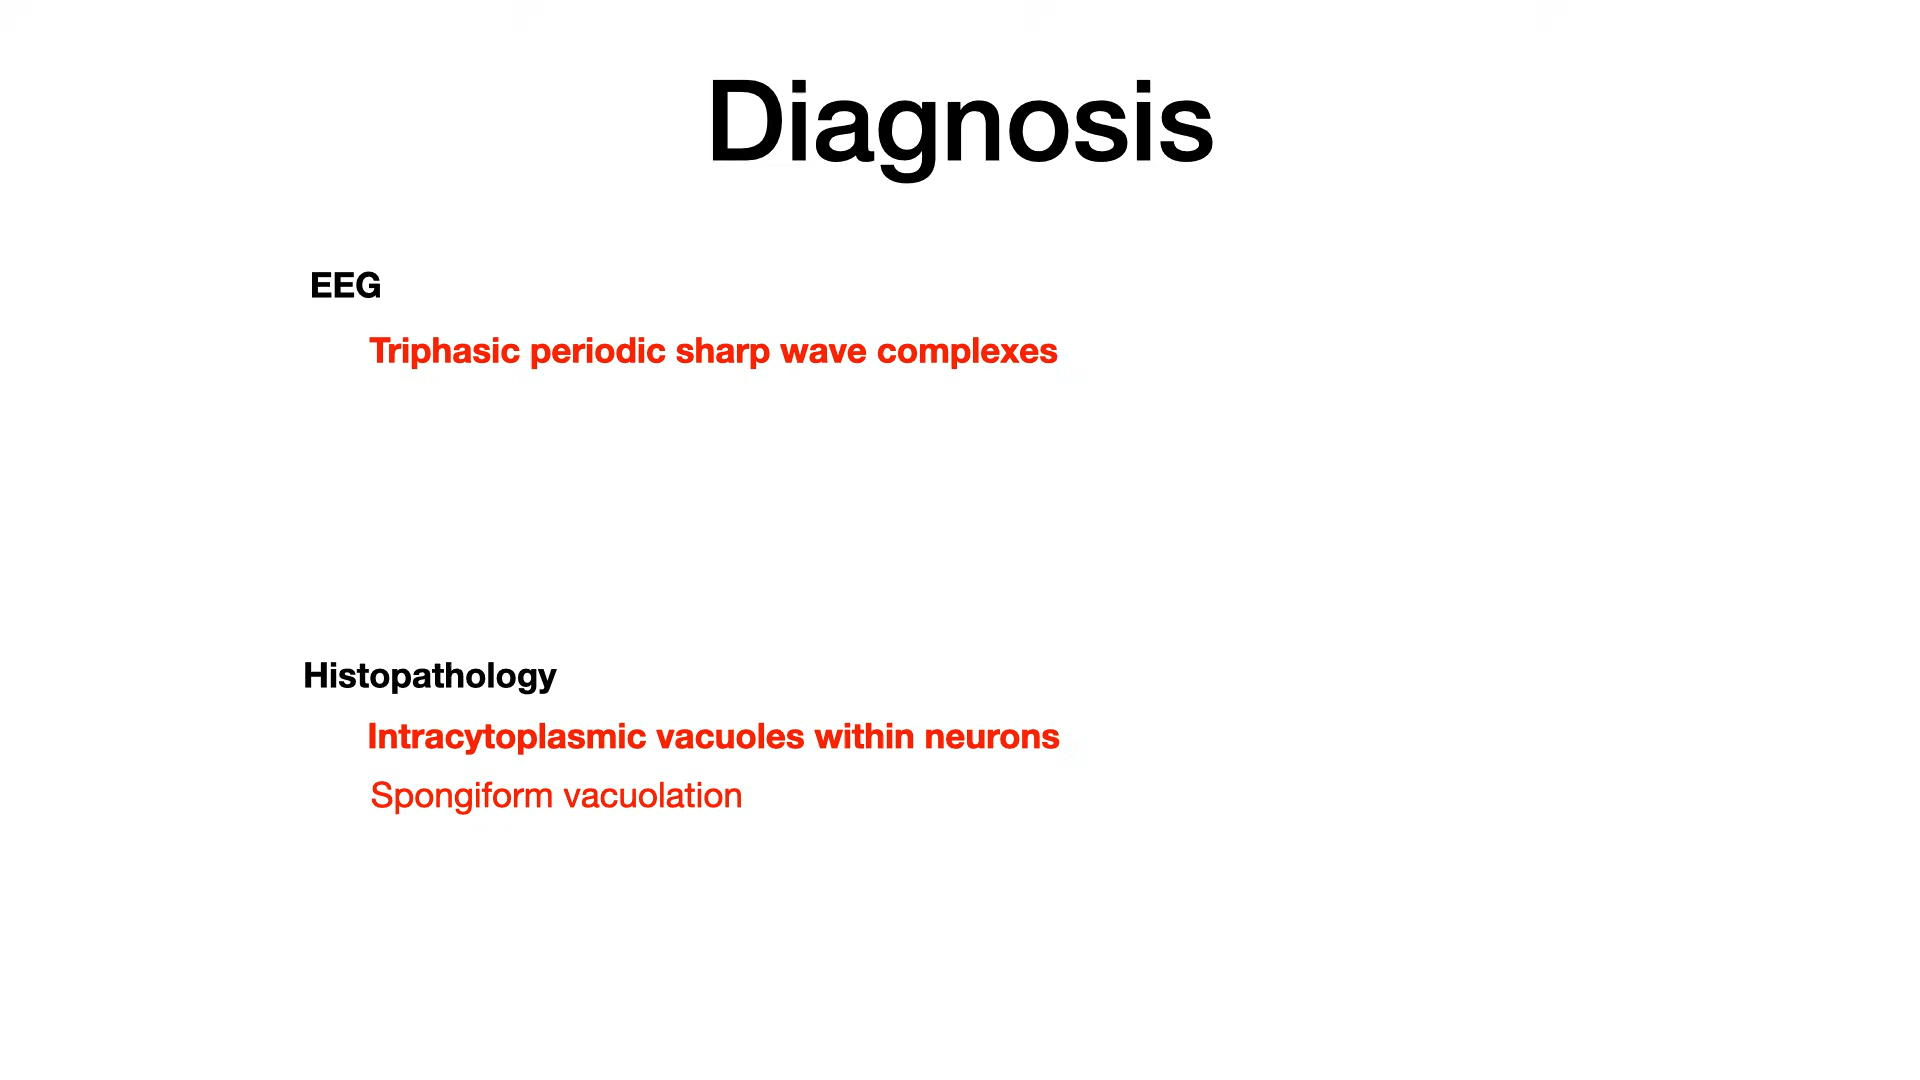 Diagnosis
EEG
Triphasic periodic sharp wave complexes
Histopathology
Intracytoplasmic vacuoles within neurons
Spongiform vacuolation